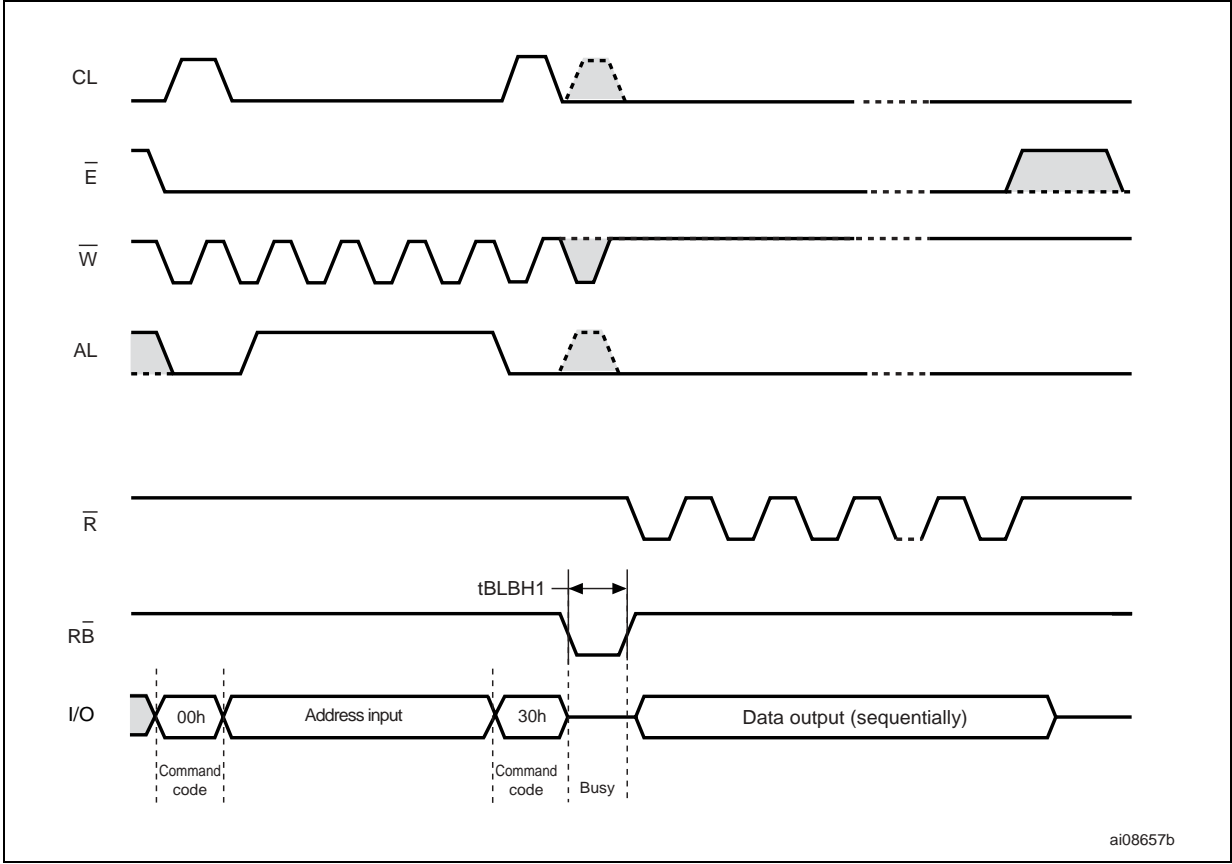 CL
E̅
W̅
AL
R̅
tBLBH1
RB̅
I/O
00h
Address input
30h
Data output (sequentially)
Command
code
Command
code
Busy
ai08657b